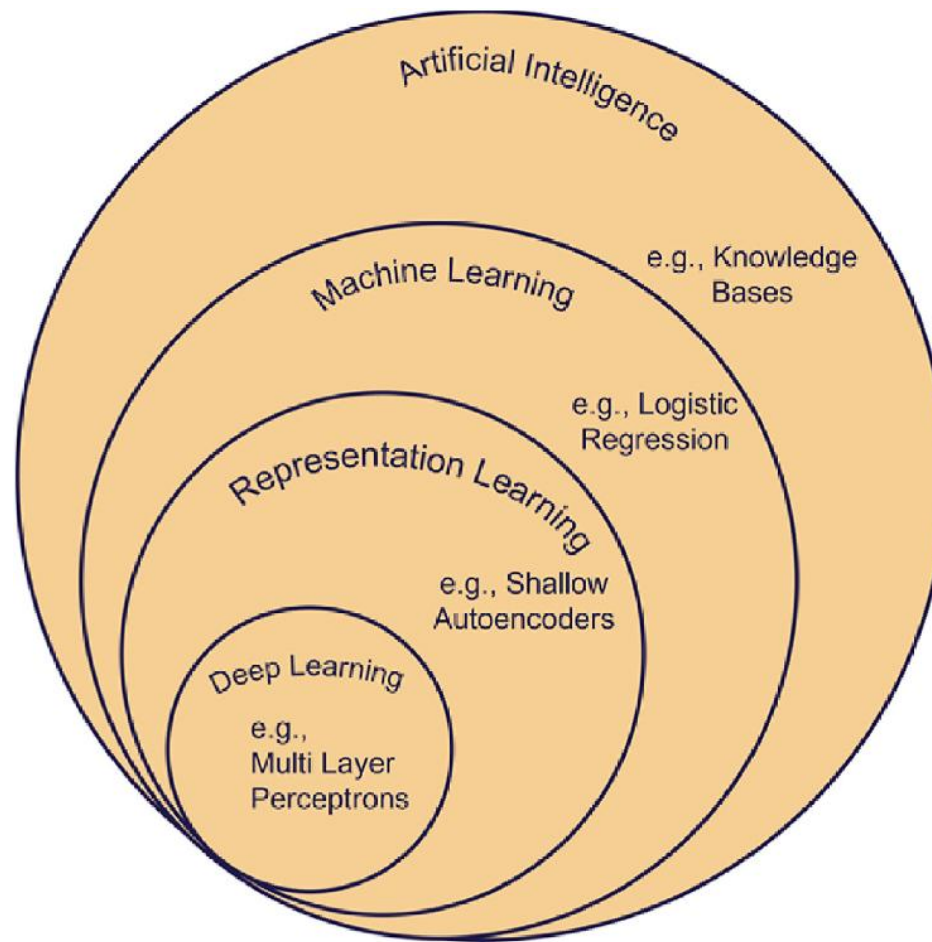 Artificial Intelligence
e.g., Knowledge
Bases
Machine Learning
e.g., Logistic
Regression
Representation Learning
e.g., Shallow
Autoencoders
Deep Learning
e.g.,
Multi Layer
Perceptrons